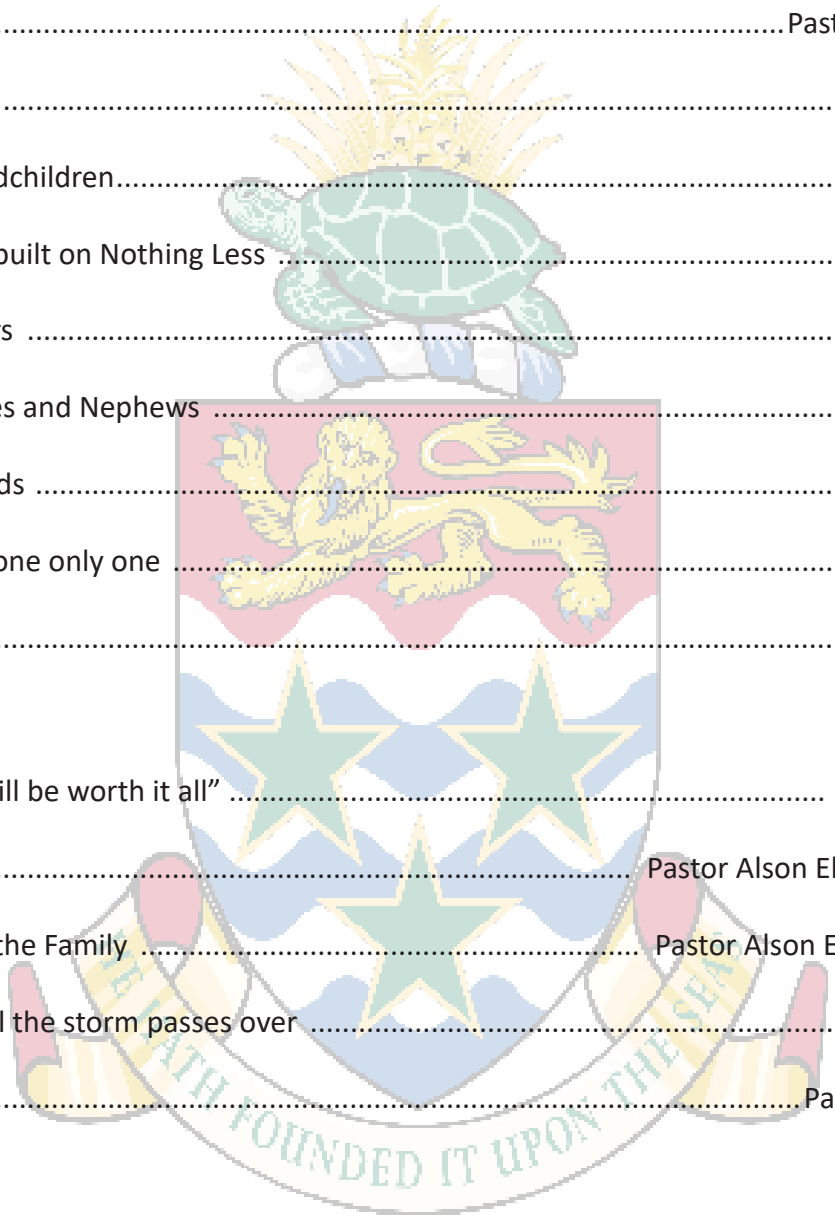 ....................Past
....................
dchildren....................
built on Nothing Less ....................
rs ....................
es and Nephews ....................
ds ....................
one only one ....................
....................
ill be worth it all” ....................
.................... Pastor Alson El
the Family .................... Pastor Alson E
l the storm passes over ....................
....................Pa
HE HATH FOUNDED IT UPON THE SEAS